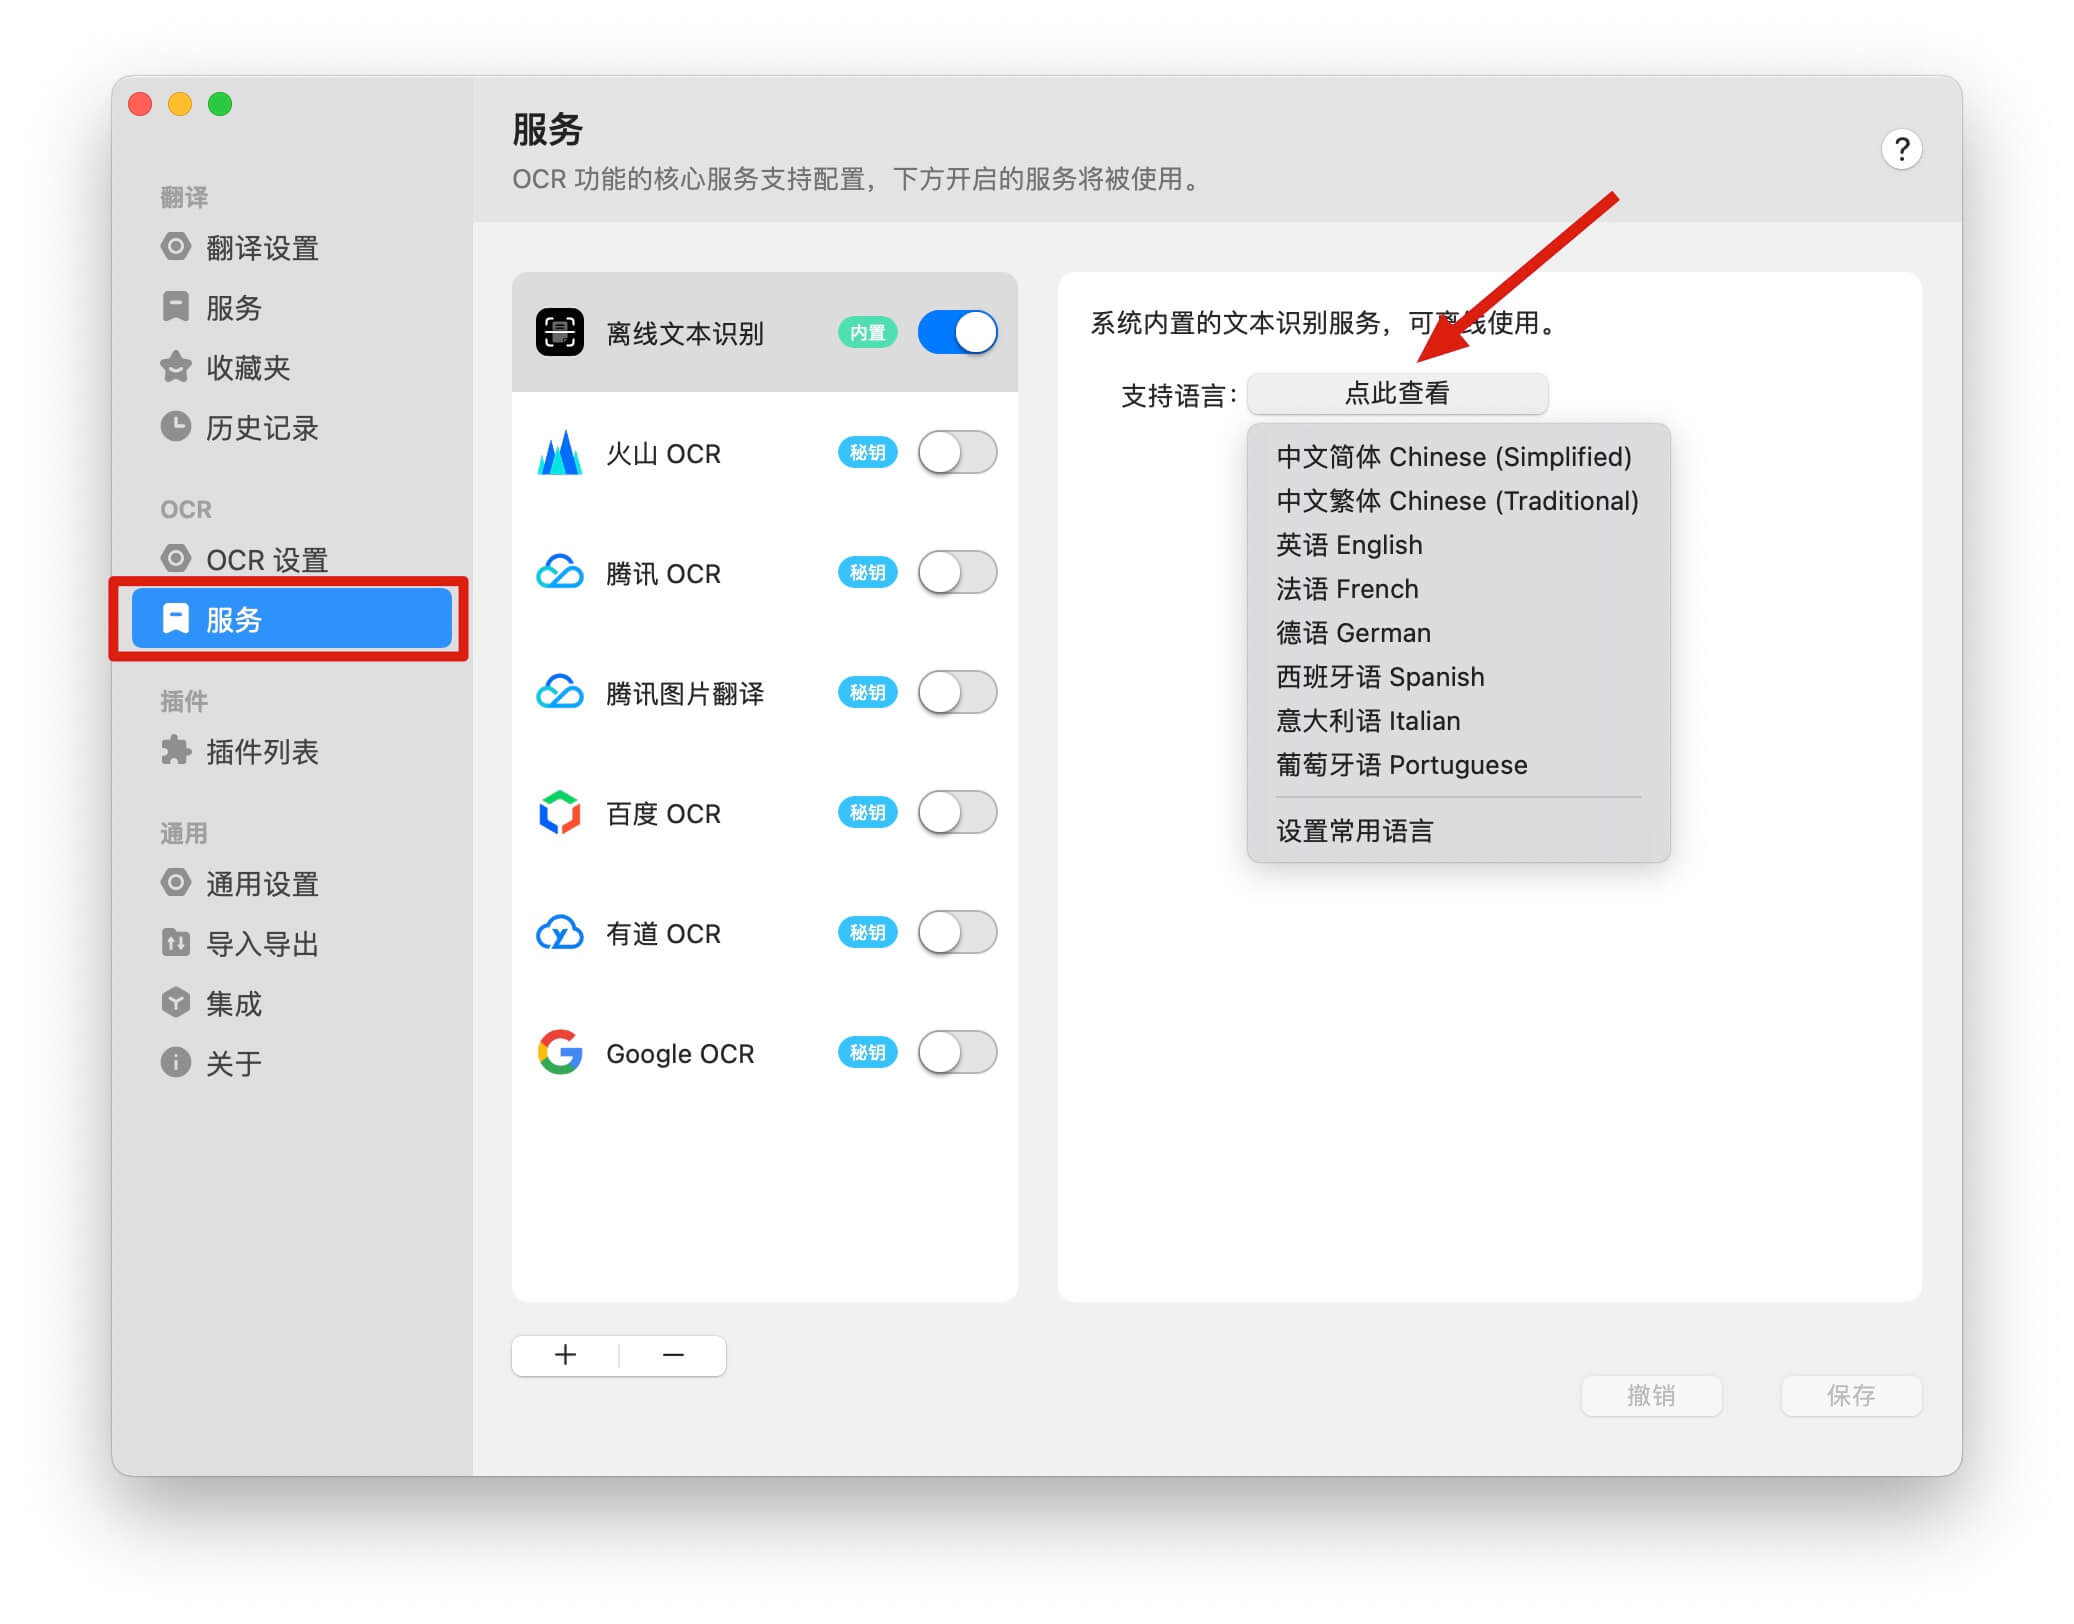 翻译
翻译设置
服务
收藏夹
历史记录
OCR
OCR 设置
服务
插件
插件列表
通用
通用设置
导入导出
集成
关于
服务
OCR 功能的核心服务支持配置，下方开启的服务将被使用。
?
离线文本识别 内置
火山 OCR 秘钥
腾讯 OCR 秘钥
腾讯图片翻译 秘钥
百度 OCR 秘钥
有道 OCR 秘钥
Google OCR 秘钥
系统内置的文本识别服务，可离线使用。
支持语言： 点此查看
中文简体 Chinese (Simplified)
中文繁体 Chinese (Traditional)
英语 English
法语 French
德语 German
西班牙语 Spanish
意大利语 Italian
葡萄牙语 Portuguese
设置常用语言
撤销 保存